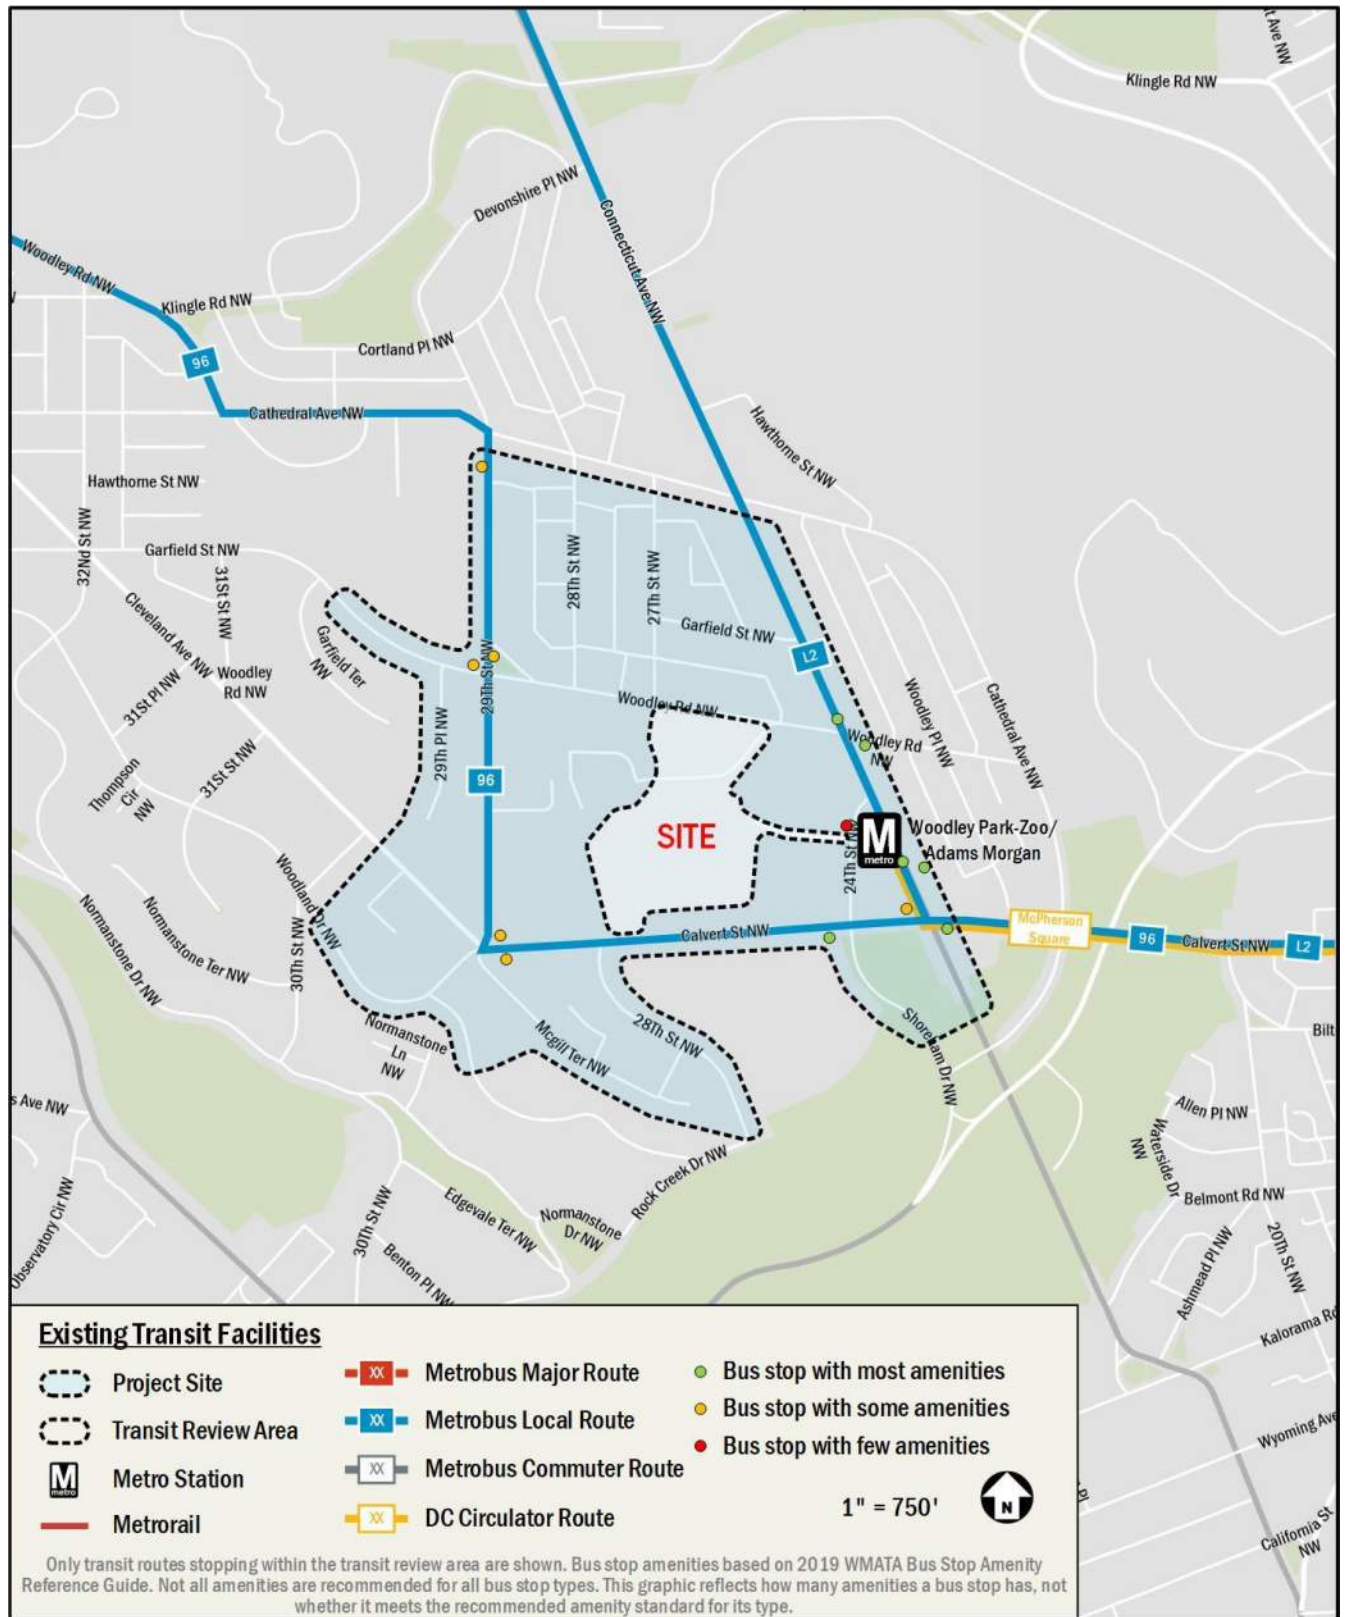 t Ave NW
Klingle Rd NW
Devonshire Pl NW
Connecticut Ave NW
Woodley Rd NW
Klingle Rd NW
Cortland Pl NW
96
Cathedral Ave NW
Hawthorne St NW
Hawthorne St NW
32Nd St NW
Garfield St NW
31St St NW
28Th St NW
27Th St NW
Cleveland Ave NW
Garfield St NW
Garfield Ter
NW
29Th St NW
L2
Woodley
Rd NW
31St Pl NW
Woodley Rd NW
Woodley Pl NW
Cathedral Ave NW
29Th Pl NW
Woodley Rd
NW
31St St NW
Thompson
Cir
NW
96
SITE
24Th St NW
M
metro
Woodley Park-Zoo/
Adams Morgan
Woodland Dr NW
Normanstone Dr NW
Normanstone Ter NW
30Th St NW
Calvert St NW
McPherson
Square
96
Calvert St NW
L2
Normanstone
Ln
NW
Mcgill Ter NW
28Th St NW
Shoreham Dr NW
Bilt
s Ave NW
Allen Pl NW
Waterside Dr
NW
Rock Creek Dr NW
Belmont Rd NW
Observatory Cir NW
30Th St NW
Edgevale Ter NW
Normanstone
Dr NW
Benton Pl NW
Ashmead Pl NW
20Th St NW
Kalorama Rd
Wyoming Ave
Pl
California St
NW
Existing Transit Facilities
Project Site
Transit Review Area
M
metro
Metro Station
Metrorail
XX
Metrobus Major Route
XX
Metrobus Local Route
XX
Metrobus Commuter Route
XX
DC Circulator Route
Bus stop with most amenities
Bus stop with some amenities
Bus stop with few amenities
1" = 750'
N
Only transit routes stopping within the transit review area are shown. Bus stop amenities based on 2019 WMATA Bus Stop Amenity
Reference Guide. Not all amenities are recommended for all bus stop types. This graphic reflects how many amenities a bus stop has, not
whether it meets the recommended amenity standard for its type.